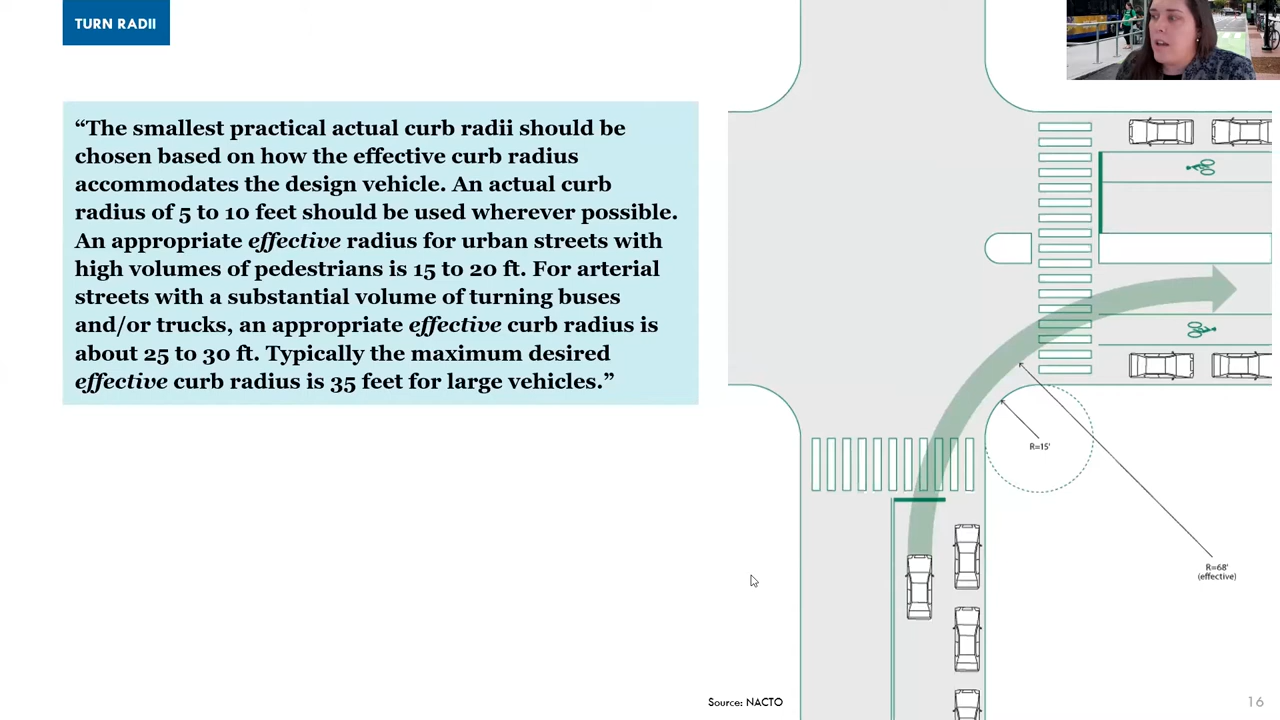 TURN RADII
“The smallest practical actual curb radii should be
chosen based on how the effective curb radius
accommodates the design vehicle. An actual curb
radius of 5 to 10 feet should be used wherever possible.
An appropriate effective radius for urban streets with
high volumes of pedestrians is 15 to 20 ft. For arterial
streets with a substantial volume of turning buses
and/or trucks, an appropriate effective curb radius is
about 25 to 30 ft. Typically the maximum desired
effective curb radius is 35 feet for large vehicles.”
R=15'
R=68'
(effective)
Source: NACTO
16